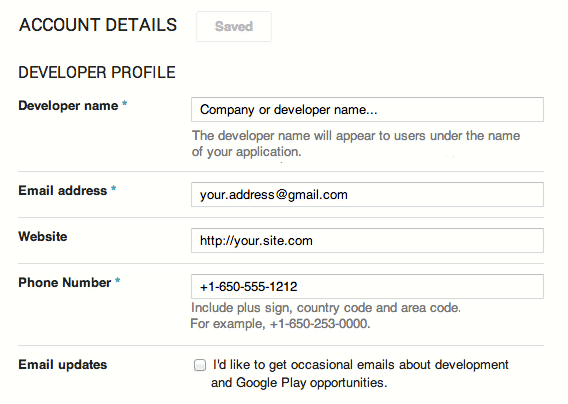 ACCOUNT DETAILS Saved
DEVELOPER PROFILE
Developer name * Company or developer name...
The developer name will appear to users under the name
of your application.
Email address * your.address@gmail.com
Website http://your.site.com
Phone Number * +1-650-555-1212
Include plus sign, country code and area code.
For example, +1-650-253-0000.
Email updates I'd like to get occasional emails about development
and Google Play opportunities.